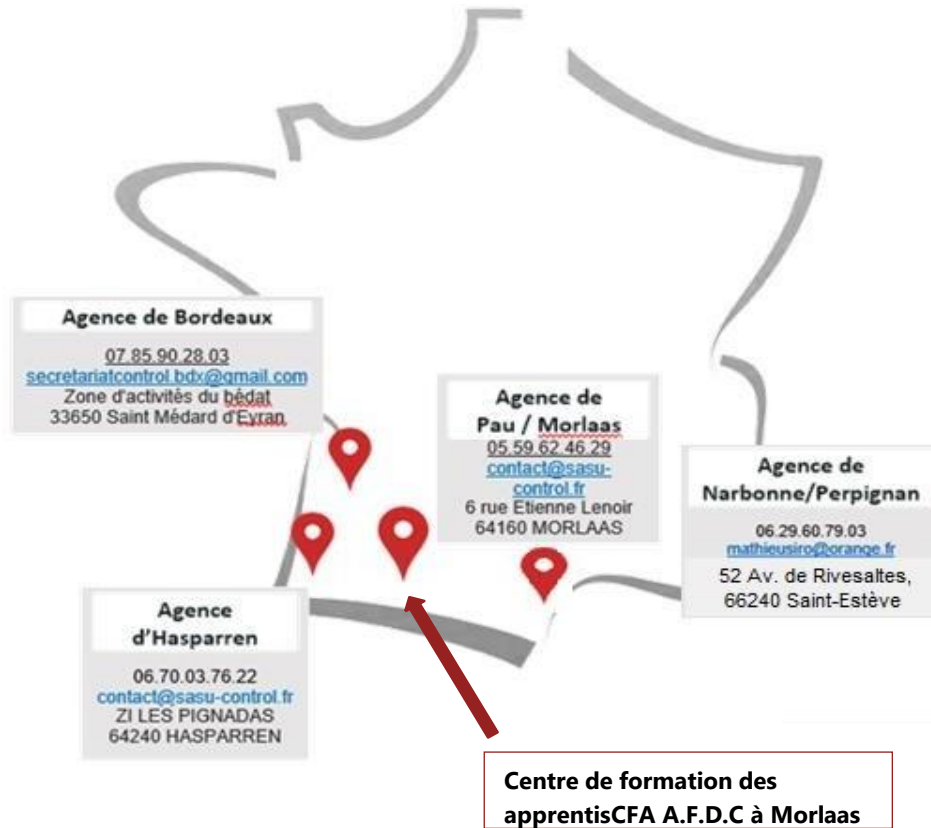 Agence de Bordeaux
07.85.90.28.03
secretariatcontrol.bdx@gmail.com
Zone d'activités du bédat
33650 Saint Médard d'Eyran
Agence de
Pau / Morlaas
05.59.62.46.29
contact@sasu-
control.fr
6 rue Etienne Lenoir
64160 MORLAAS
Agence de
Narbonne/Perpignan
06.29.60.79.03
mathieusiro@orange.fr
52 Av. de Rivesaltes,
66240 Saint-Estève
Agence
d'Hasparren
06.70.03.76.22
contact@sasu-control.fr
ZI LES PIGNADAS
64240 HASPARREN
Centre de formation des
apprentisCFA A.F.D.C à Morlaas